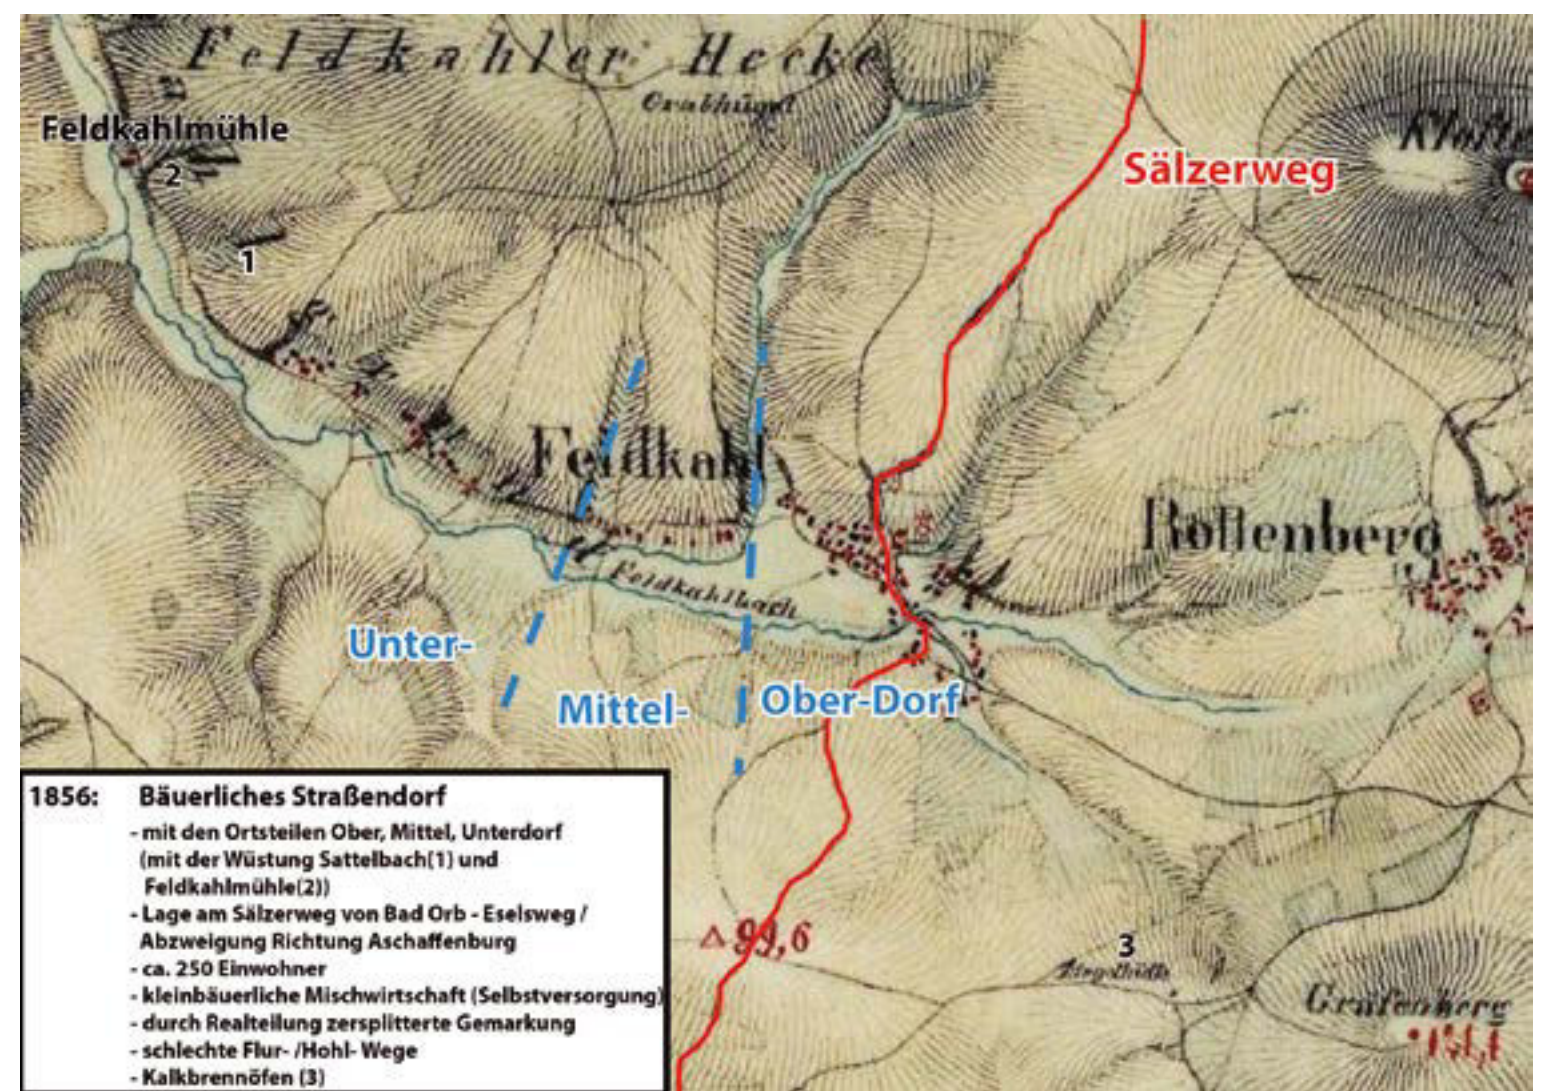 Feldkahler Hecke
Grabhügel
Feldkahlmühle
2
Sälzerweg
1
Feldkahl
Rottenberg
Feldkahlbach
Unter-
Mittel-
Ober-Dorf
99,6
3
Ziegelhütte
Gräfenberg
1856: Bäuerliches Straßendorf
- mit den Ortsteilen Ober, Mittel, Unterdorf
(mit der Wüstung Sattelbach(1) und
Feldkahlmühle(2))
- Lage am Sälzerweg von Bad Orb - Eselsweg /
Abzweigung Richtung Aschaffenburg
- ca. 250 Einwohner
- kleinbäuerliche Mischwirtschaft (Selbstversorgung)
- durch Realteilung zersplitterte Gemarkung
- schlechte Flur- /Hohl- Wege
- Kalkbrennöfen (3)